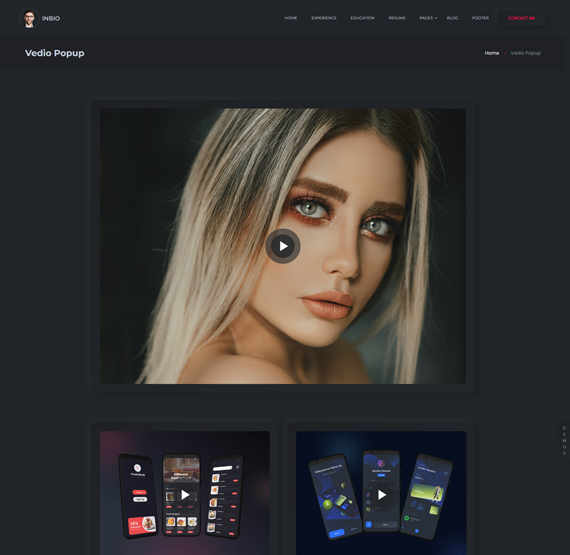 INBIO
HOME EXPERIENCE EDUCATION RESUME PAGES BLOG FOOTER CONTACT ME
Vedio Popup
Home Vedio Popup
DEMOS